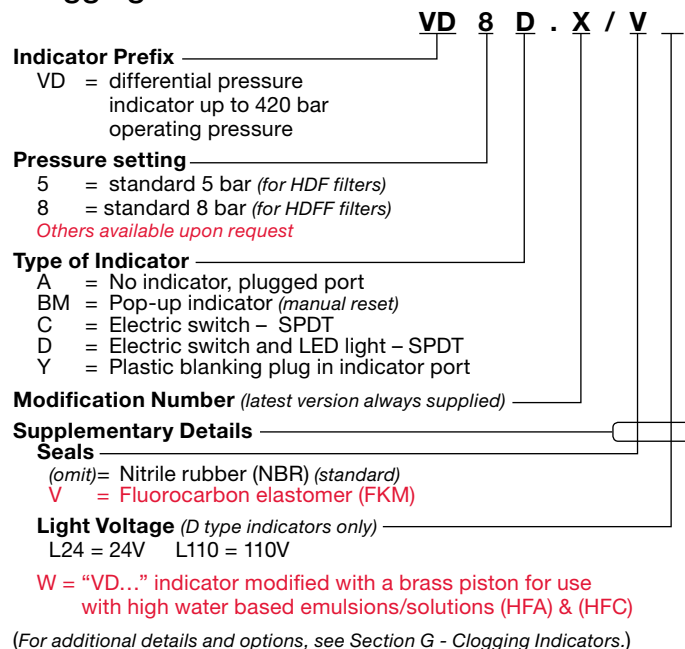 VD 8 D . X / V _
Indicator Prefix
VD = differential pressure
indicator up to 420 bar
operating pressure
Pressure setting
5 = standard 5 bar (for HDF filters)
8 = standard 8 bar (for HDFF filters)
Others available upon request
Type of Indicator
A = No indicator, plugged port
BM = Pop-up indicator (manual reset)
C = Electric switch – SPDT
D = Electric switch and LED light – SPDT
Y = Plastic blanking plug in indicator port
Modification Number (latest version always supplied)
Supplementary Details
Seals
(omit)= Nitrile rubber (NBR) (standard)
V = Fluorocarbon elastomer (FKM)
Light Voltage (D type indicators only)
L24 = 24V L110 = 110V
W = “VD…” indicator modified with a brass piston for use
with high water based emulsions/solutions (HFA) & (HFC)
(For additional details and options, see Section G - Clogging Indicators.)